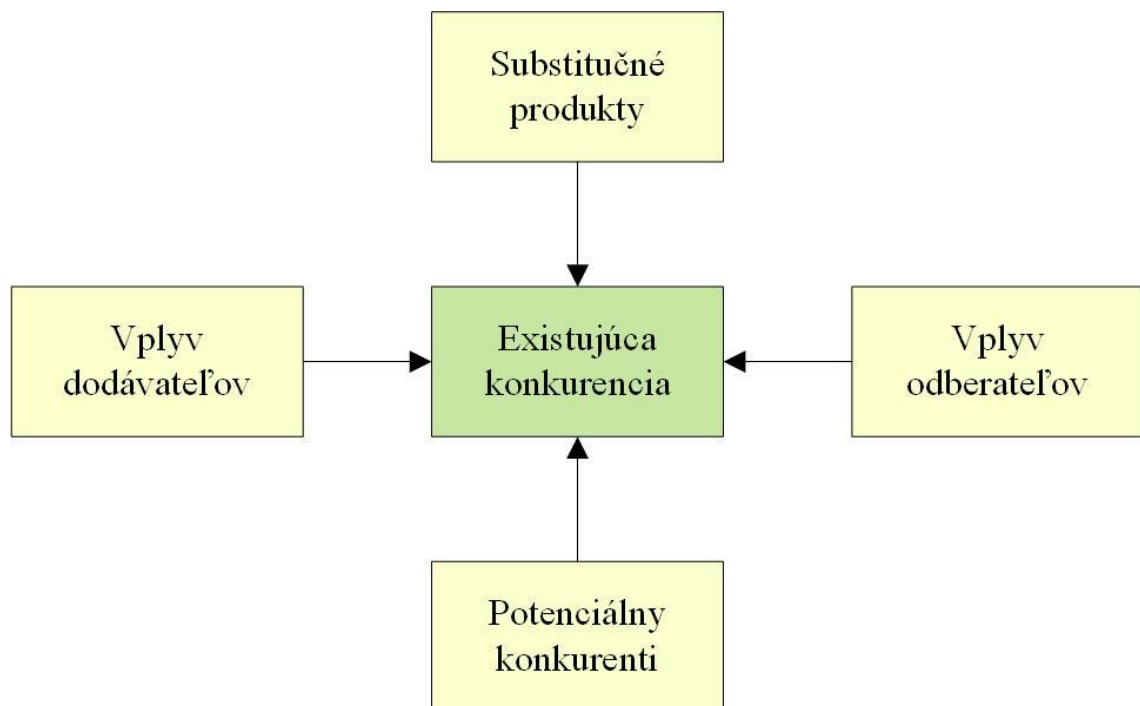 Substitučné
produkty
Vplyv
dodávateľov
Existujúca
konkurencia
Vplyv
odberateľov
Potenciálny
konkurenti